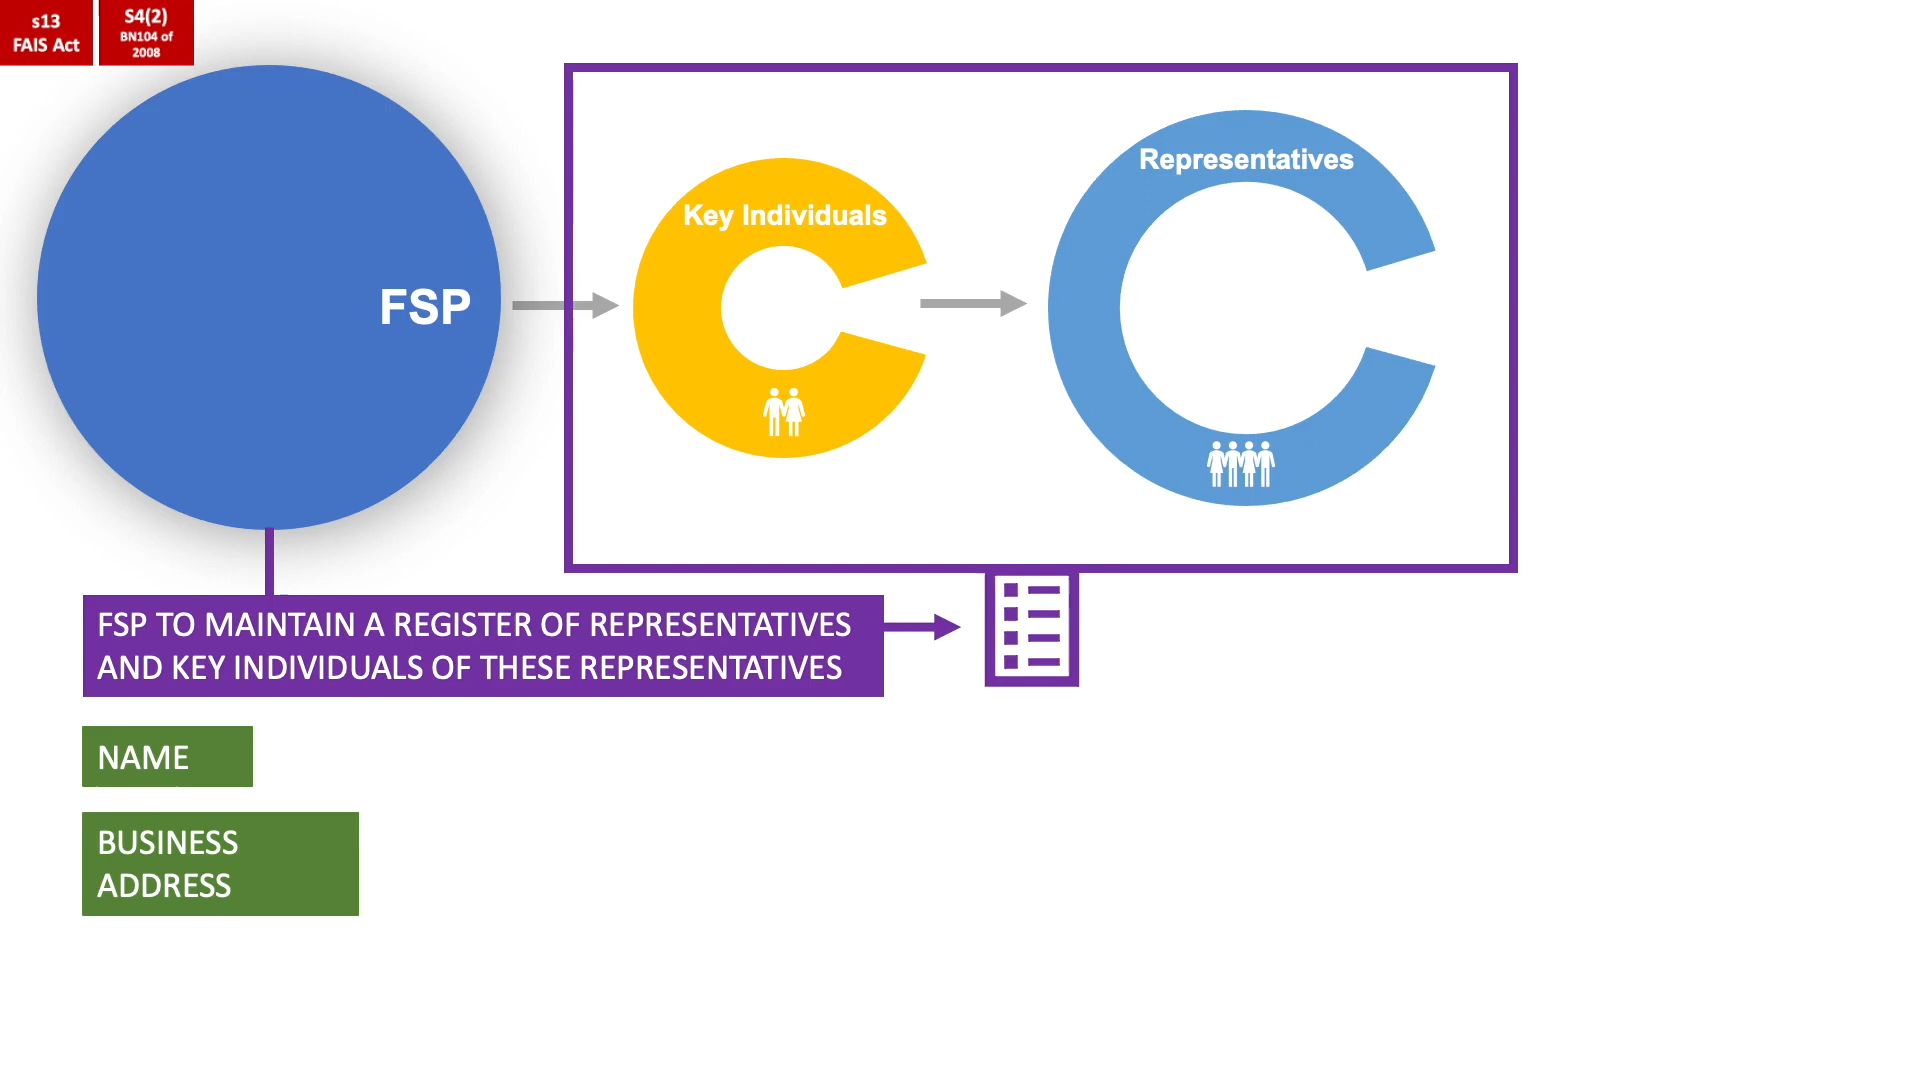 s13
FAIS Act
S4(2)
BN104 of
2008
FSP
Key Individuals
Representatives
FSP TO MAINTAIN A REGISTER OF REPRESENTATIVES
AND KEY INDIVIDUALS OF THESE REPRESENTATIVES
NAME
BUSINESS
ADDRESS